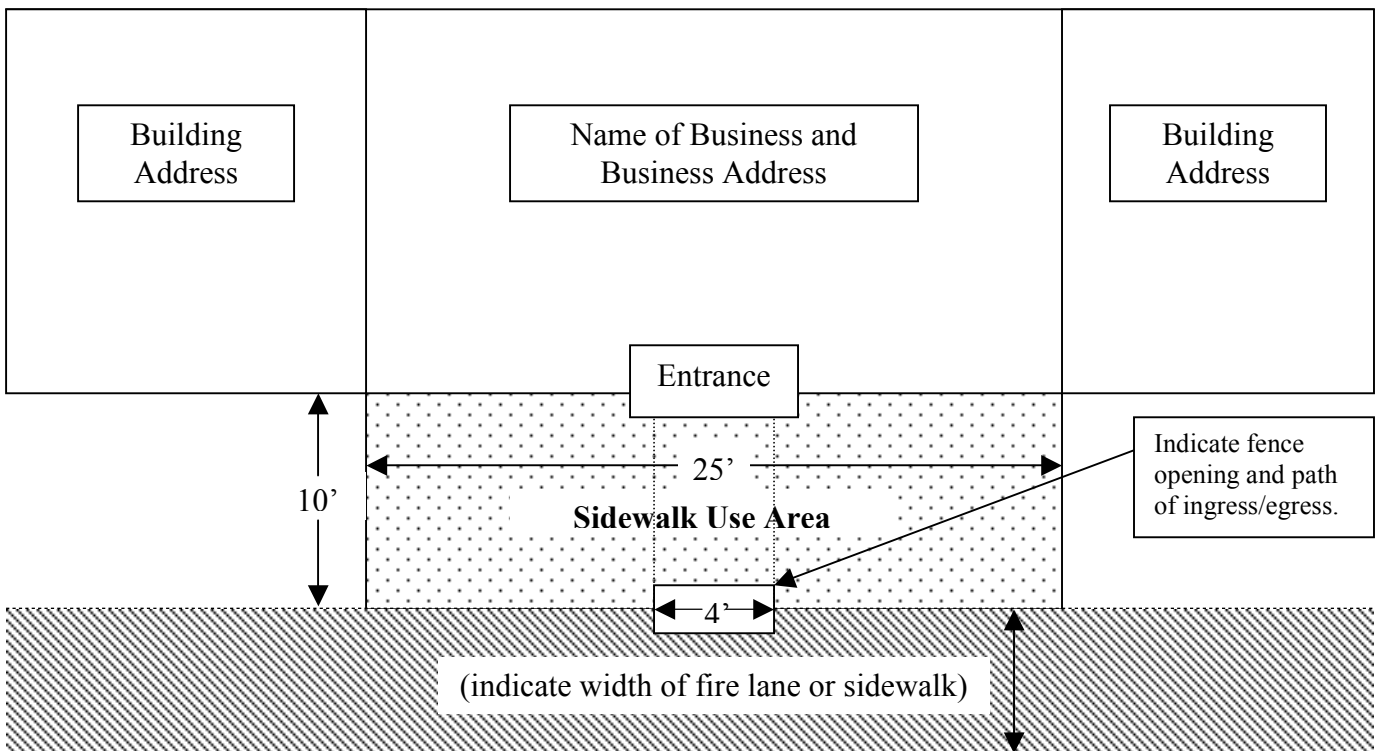 Building
Address
Name of Business and
Business Address
Building
Address
Entrance
Indicate fence
opening and path
of ingress/egress.
25’
10’
Sidewalk Use Area
4’
(indicate width of fire lane or sidewalk)